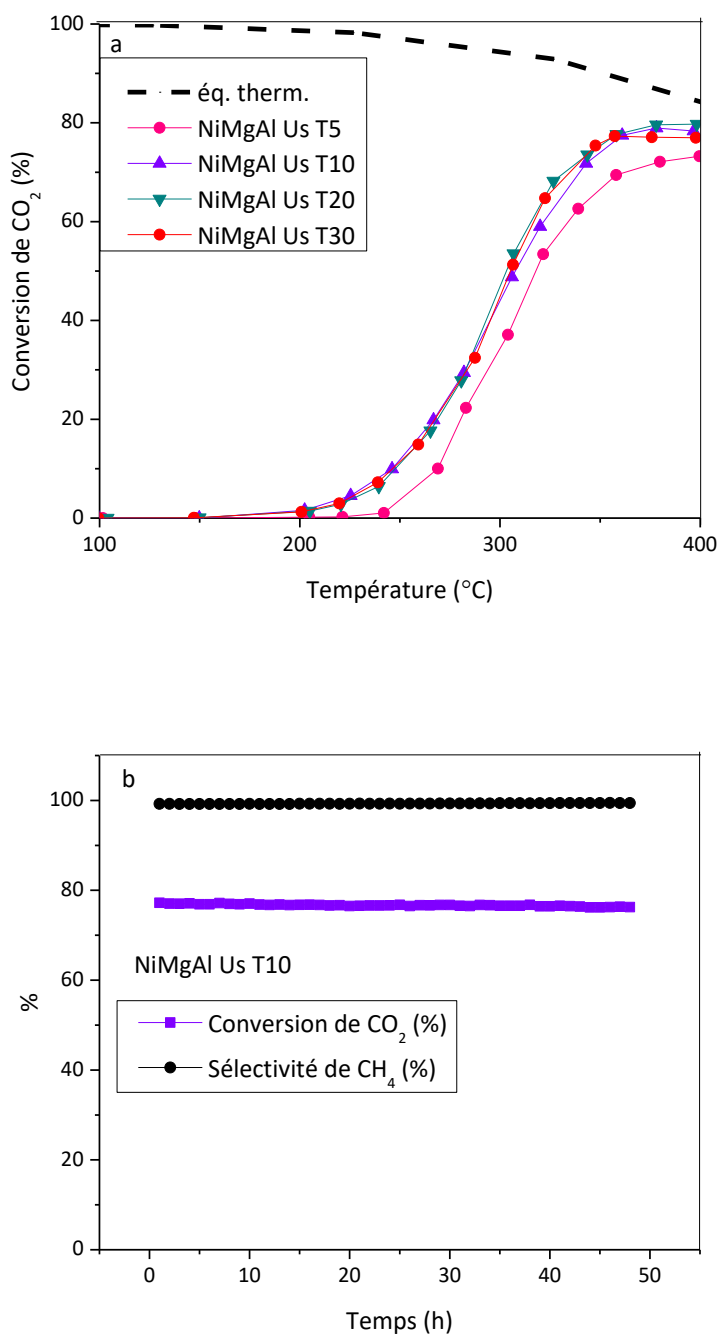 a
éq. therm.
NiMgAl Us T5
NiMgAl Us T10
NiMgAl Us T20
NiMgAl Us T30
100
80
60
40
20
0
Conversion de CO₂ (%)
100 200 300 400
Température (°C)
b
100
80
60
40
20
0
%
NiMgAl Us T10
Conversion de CO₂ (%)
Sélectivité de CH₄ (%)
0 10 20 30 40 50
Temps (h)